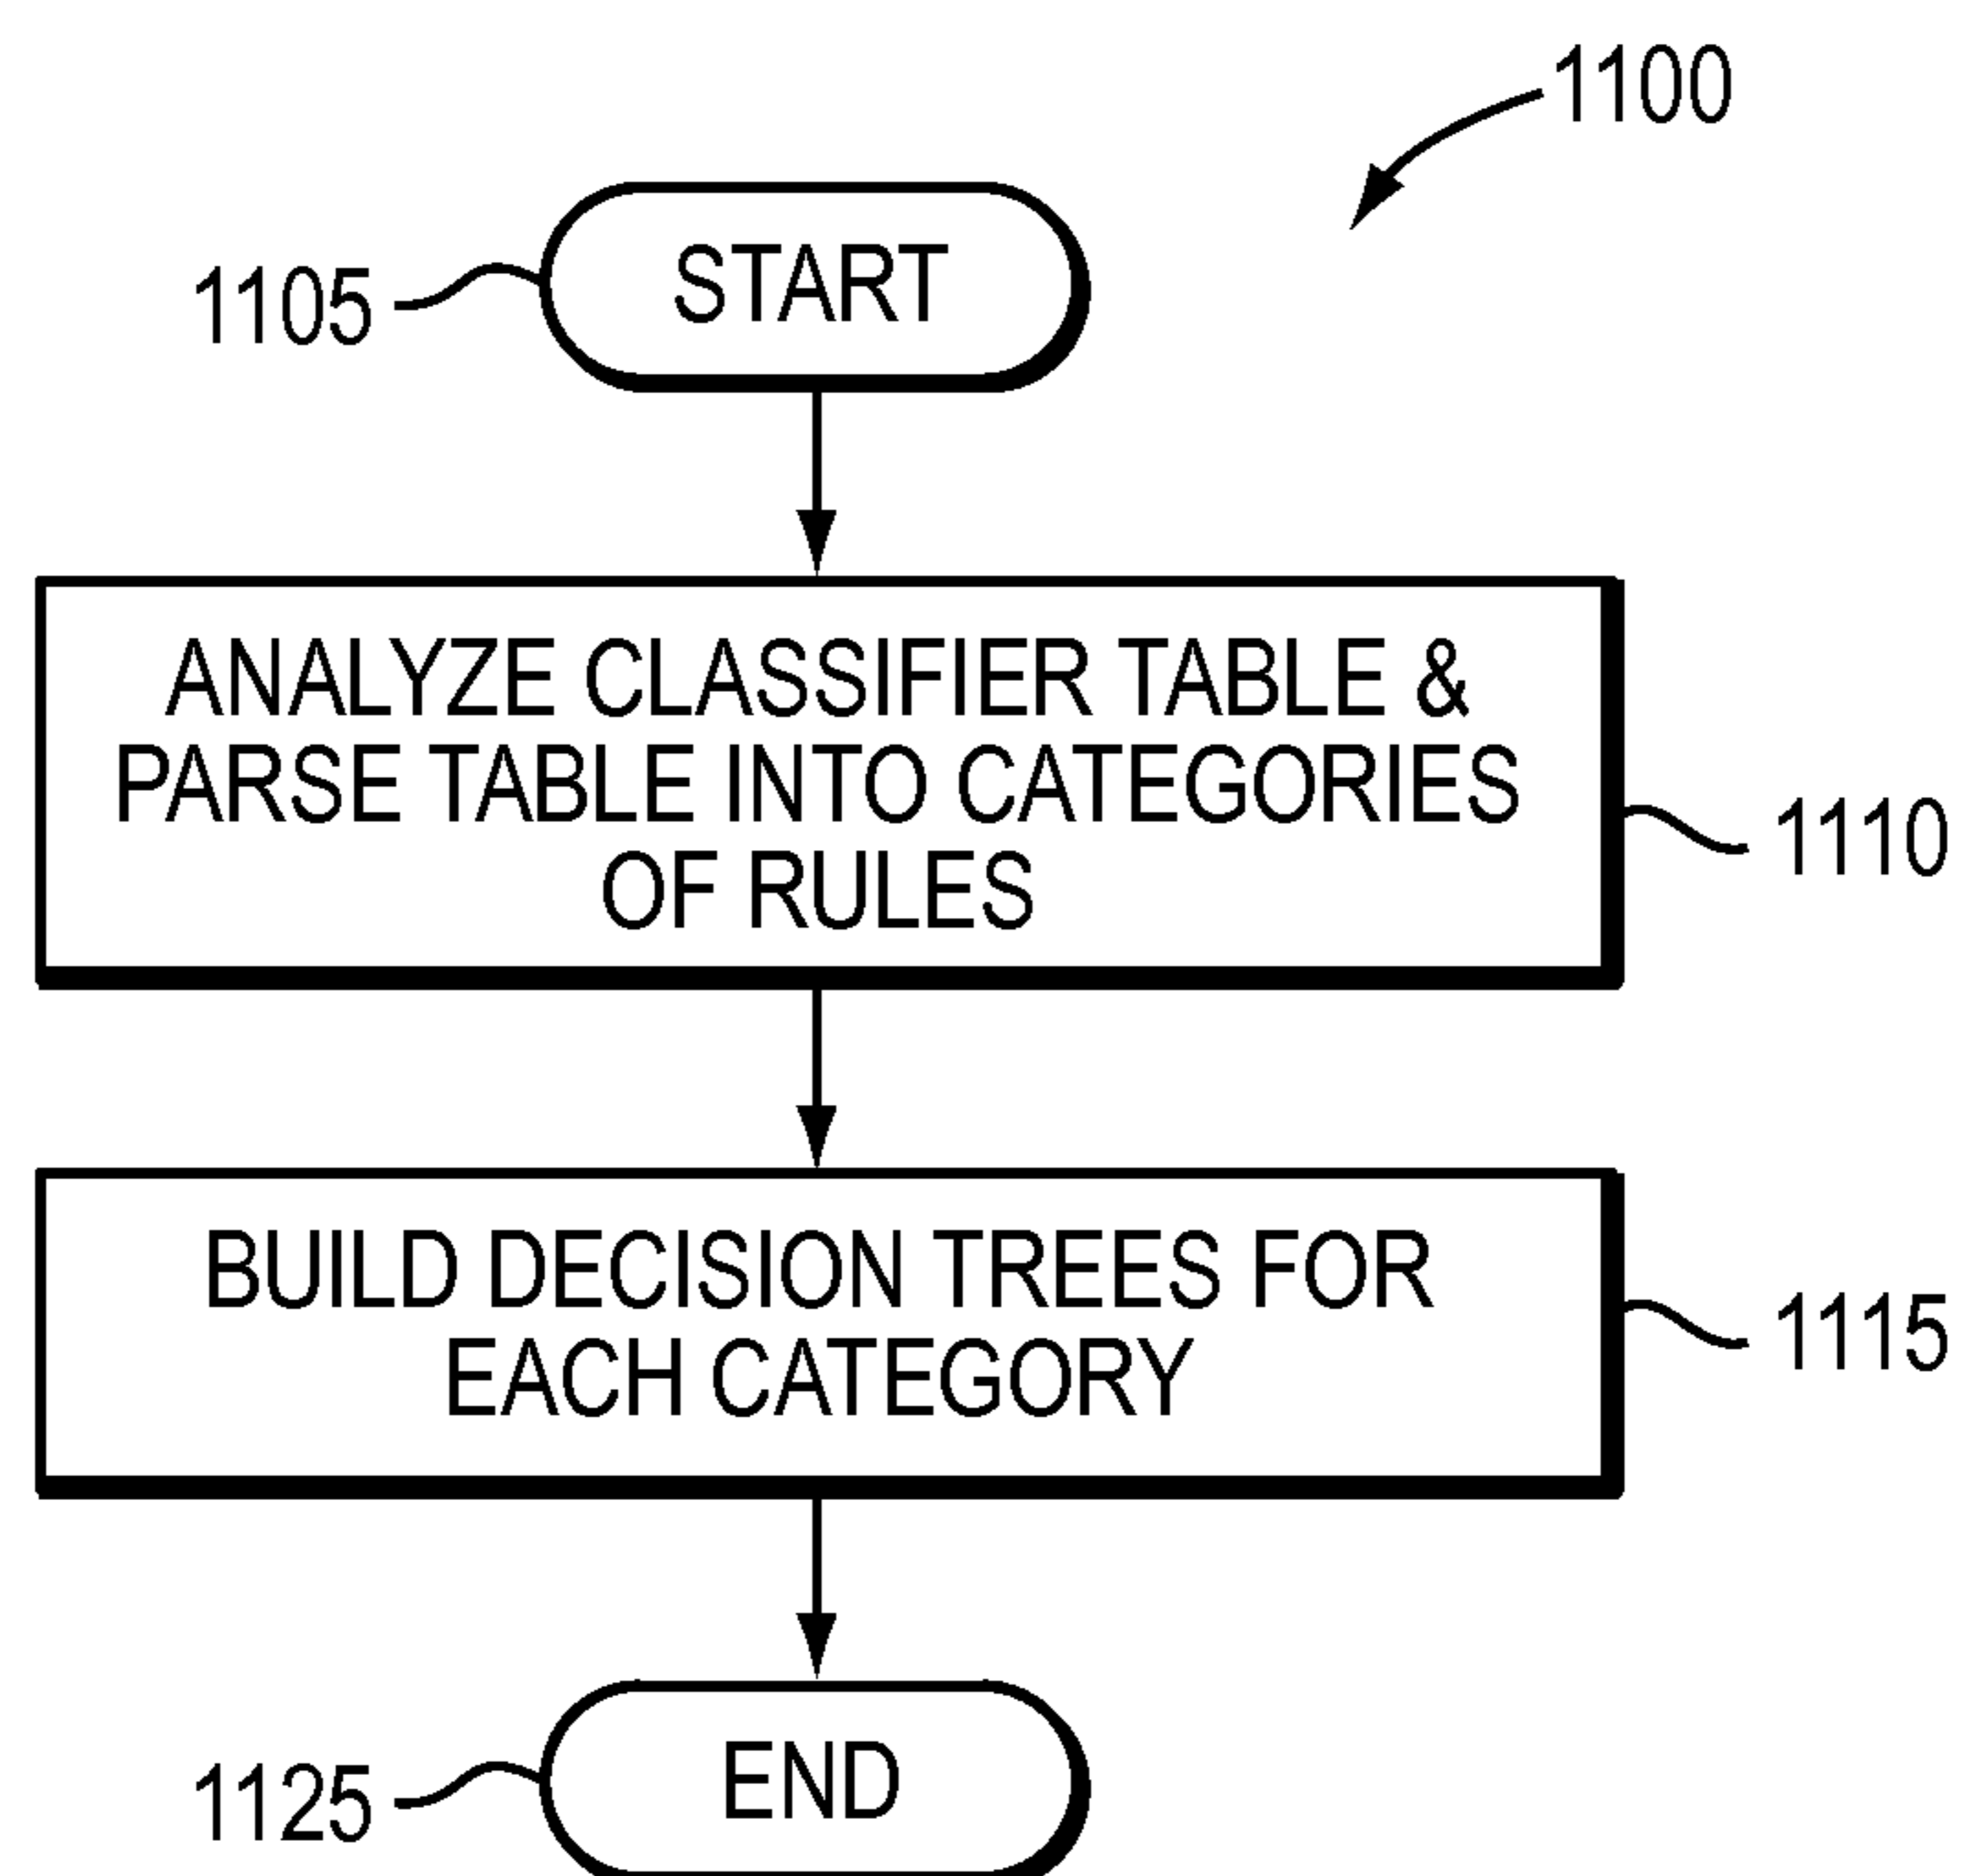 1100
START
1105
ANALYZE CLASSIFIER TABLE &
PARSE TABLE INTO CATEGORIES
OF RULES
1110
BUILD DECISION TREES FOR
EACH CATEGORY
1115
END
1125